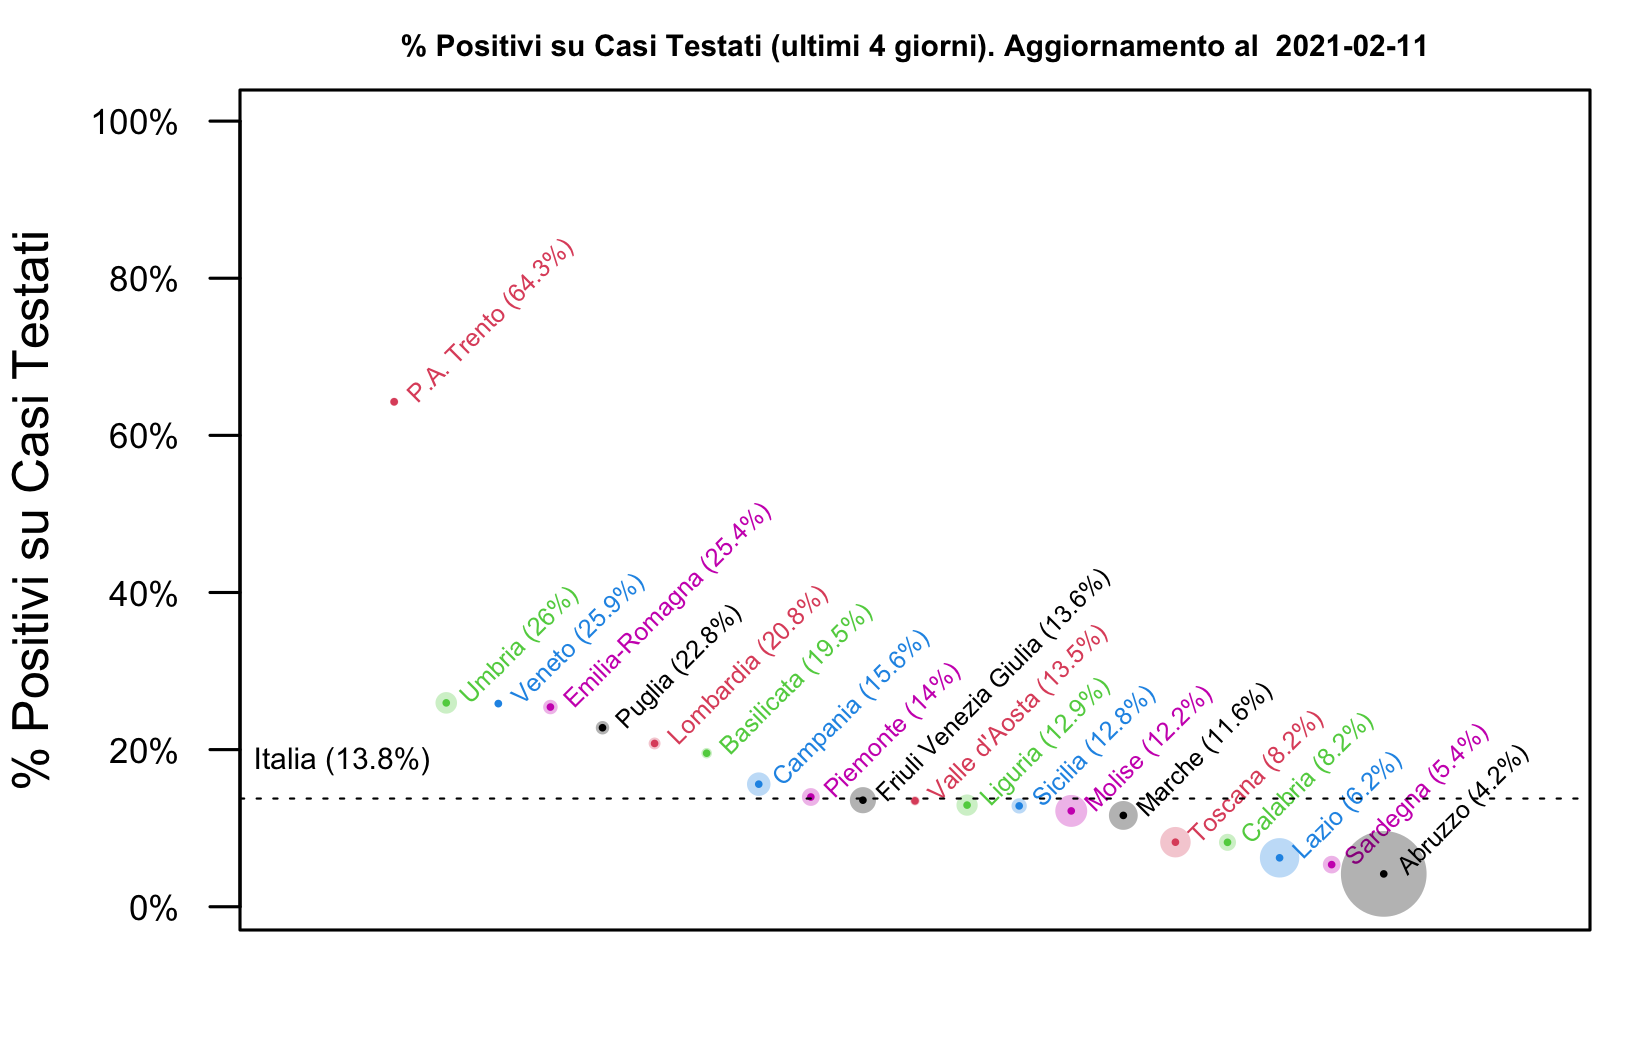 % Positivi su Casi Testati (ultimi 4 giorni). Aggiornamento al  2021-02-11
% Positivi su Casi Testati
100%
80%
60%
40%
20%
0%
Italia (13.8%)
P.A. Trento (64.3%)
Umbria (26%)
Veneto (25.9%)
Emilia-Romagna (25.4%)
Puglia (22.8%)
Lombardia (20.8%)
Basilicata (19.5%)
Campania (15.6%)
Piemonte (14%)
Friuli Venezia Giulia (13.6%)
Valle d'Aosta (13.5%)
Liguria (12.9%)
Sicilia (12.8%)
Molise (12.2%)
Marche (11.6%)
Toscana (8.2%)
Calabria (8.2%)
Lazio (6.2%)
Sardegna (5.4%)
Abruzzo (4.2%)